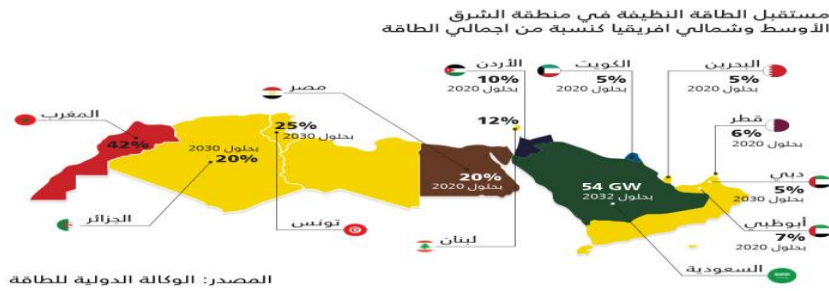 مستقبل الطاقة النظيفة في منطقة الشرق
الأوسط وشمالي افريقيا كنسبة من اجمالي الطاقة
البحرين
5%
بحلول 2020
الكويت
5%
بحلول 2020
الأردن
10%
بحلول 2020
مصر
20%
بحلول 2020
المغرب
42%
قطر
6%
بحلول 2020
12%
25%
بحلول 2030
بحلول 2030
20%
دبي
5%
بحلول 2030
54 GW
بحلول 2032
أبوظبي
7%
بحلول 2020
الجزائر
تونس
لبنان
السعودية
المصدر: الوكالة الدولية للطاقة